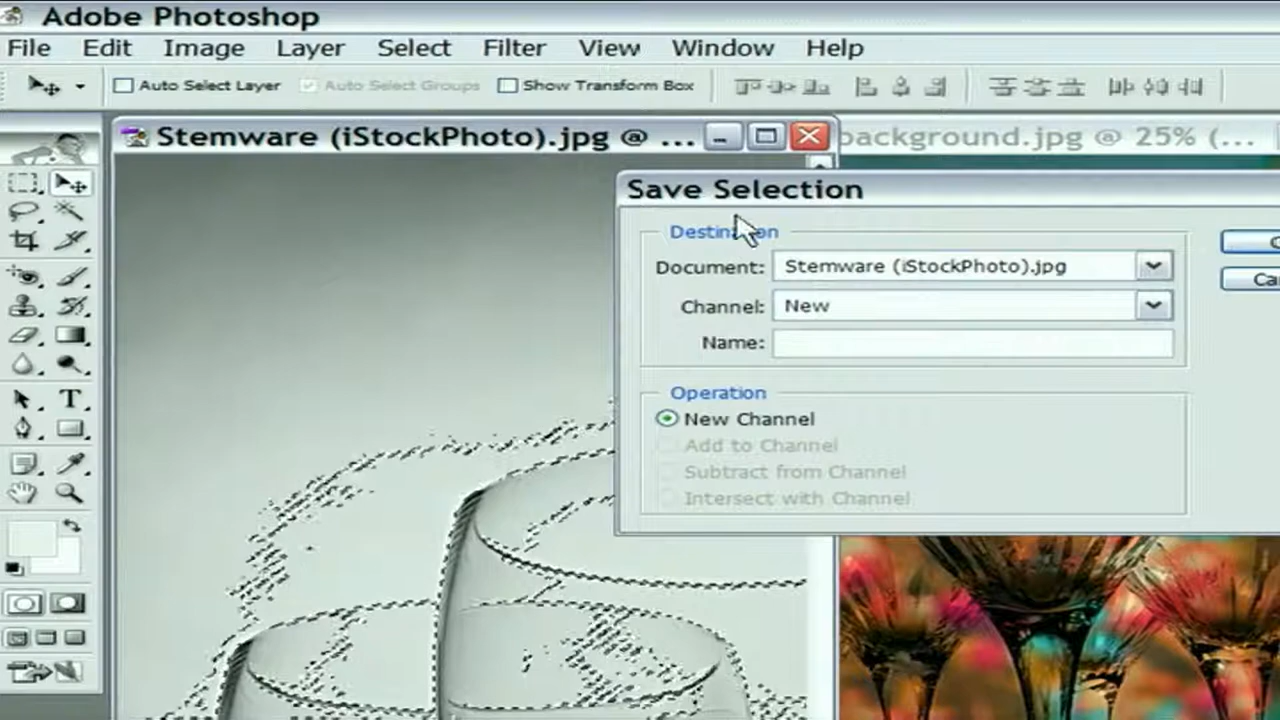 Adobe Photoshop
File Edit Image Layer Select Filter View Window Help
Auto Select Layer Auto Select Groups Show Transform Box
Stemware (iStockPhoto).jpg @ ... background.jpg @ 25% (...
Save Selection
Destination
Document: Stemware (iStockPhoto).jpg
Channel: New
Name:
Operation
New Channel
Add to Channel
Subtract from Channel
Intersect with Channel